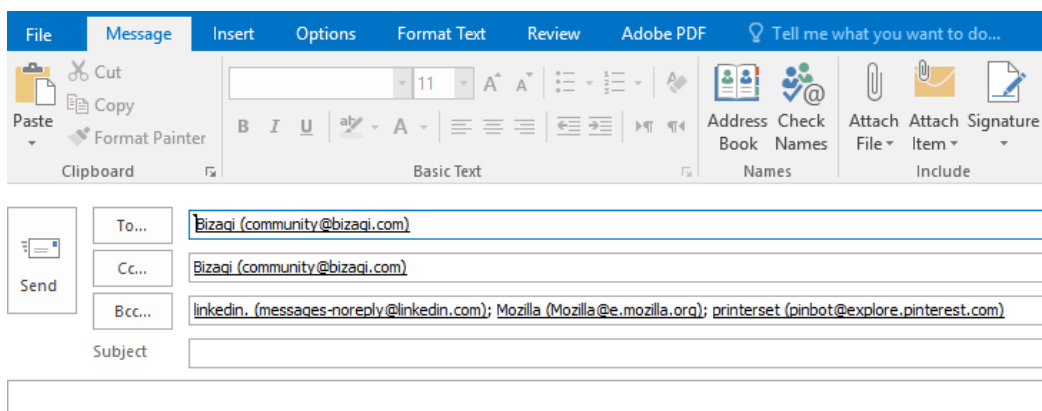 File Message Insert Options Format Text Review Adobe PDF Tell me what you want to do...
Cut
Copy
Format Painter
Paste
Clipboard
11
B I U
Basic Text
Address Book
Check Names
Names
Attach File
Attach Item
Signature
Include
Send
To... Bizagi (community@bizagi.com)
Cc... Bizagi (community@bizagi.com)
Bcc... linkedin. (messages-noreply@linkedin.com); Mozilla (Mozilla@e.mozilla.org); printerset (pinbot@explore.pinterest.com)
Subject